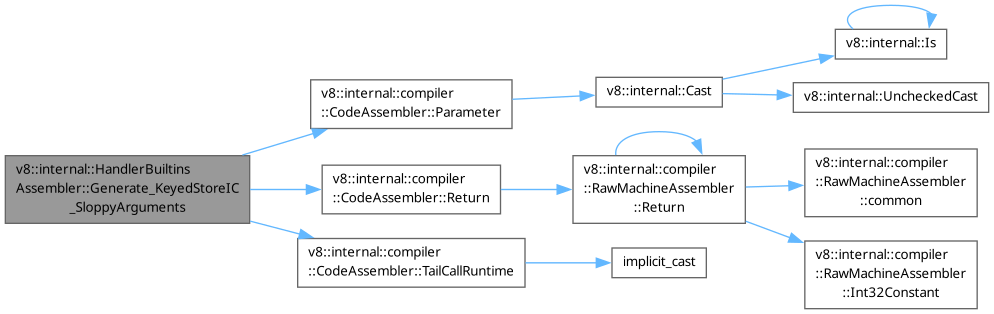 v8::internal::HandlerBuiltins
Assembler::Generate_KeyedStoreIC
_SloppyArguments
v8::internal::compiler
::CodeAssembler::Parameter
v8::internal::Cast
v8::internal::Is
v8::internal::UncheckedCast
v8::internal::compiler
::CodeAssembler::Return
v8::internal::compiler
::RawMachineAssembler
::Return
v8::internal::compiler
::RawMachineAssembler
::common
v8::internal::compiler
::RawMachineAssembler
::Int32Constant
v8::internal::compiler
::CodeAssembler::TailCallRuntime
implicit_cast